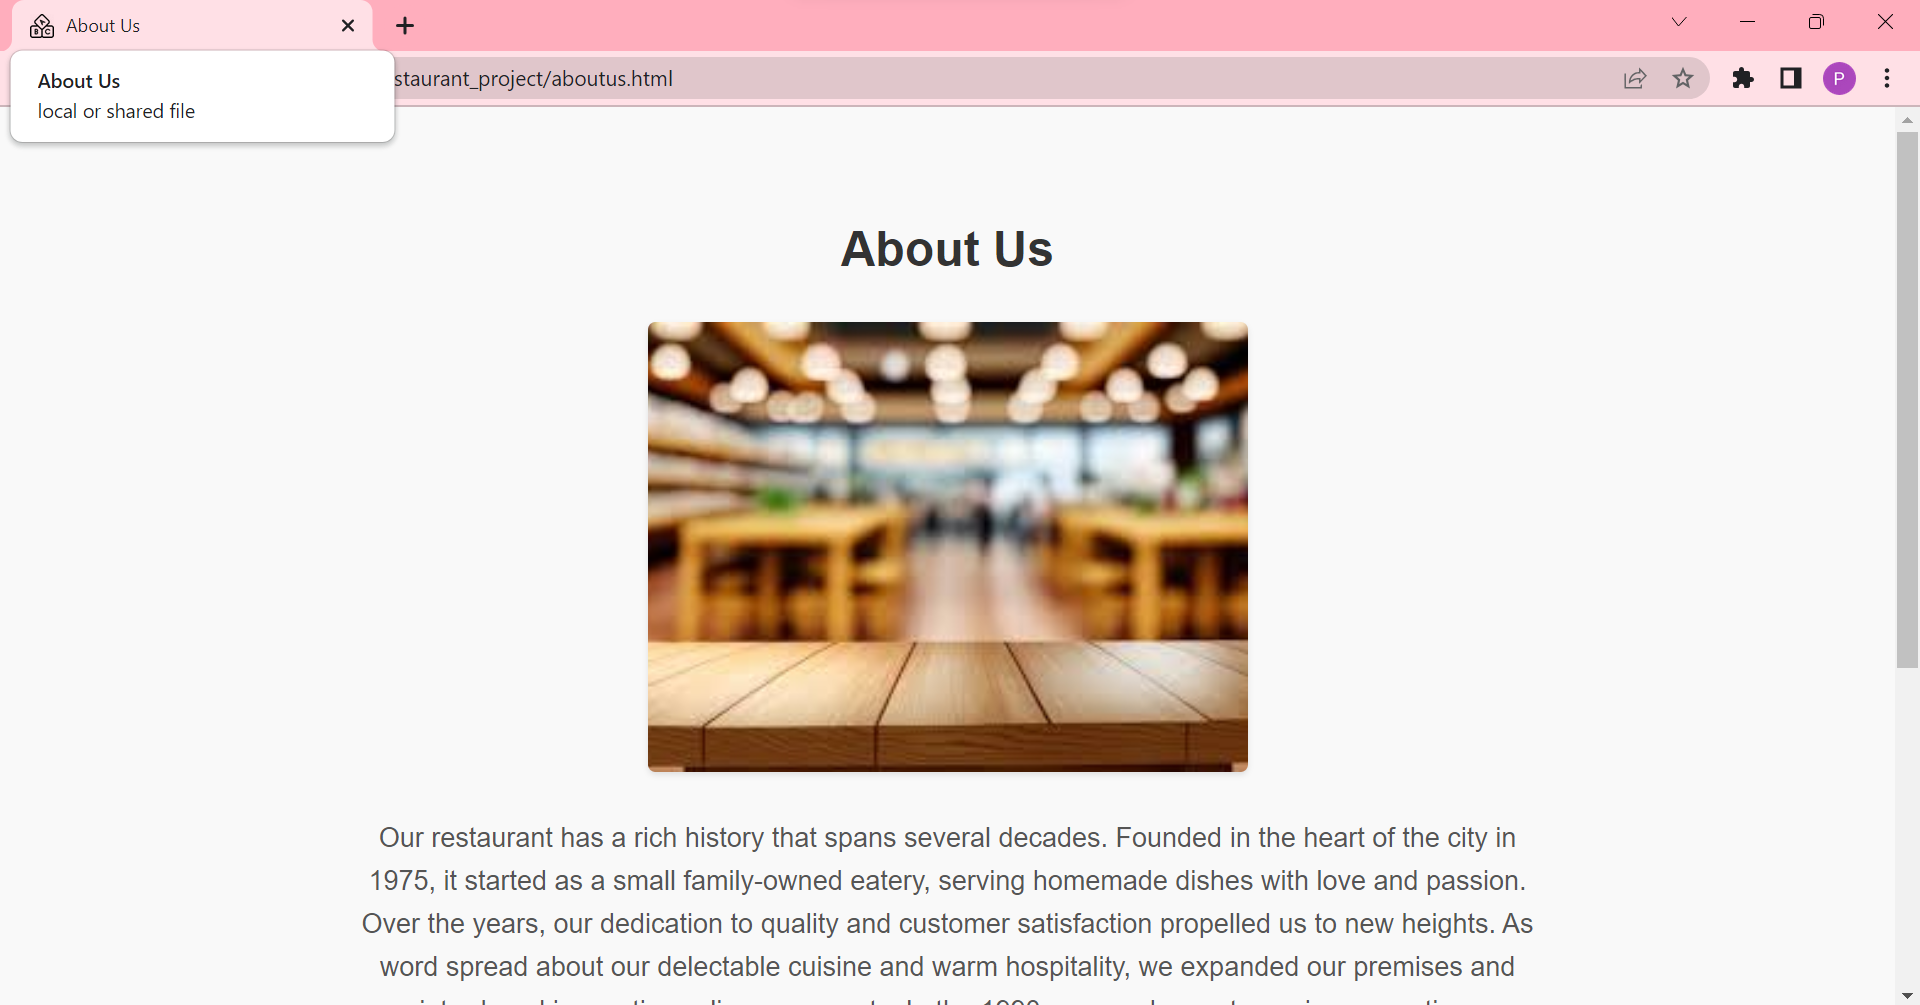 About Us
About Us
local or shared file
staurant_project/aboutus.html
P
About Us
Our restaurant has a rich history that spans several decades. Founded in the heart of the city in
1975, it started as a small family-owned eatery, serving homemade dishes with love and passion.
Over the years, our dedication to quality and customer satisfaction propelled us to new heights. As
word spread about our delectable cuisine and warm hospitality, we expanded our premises and